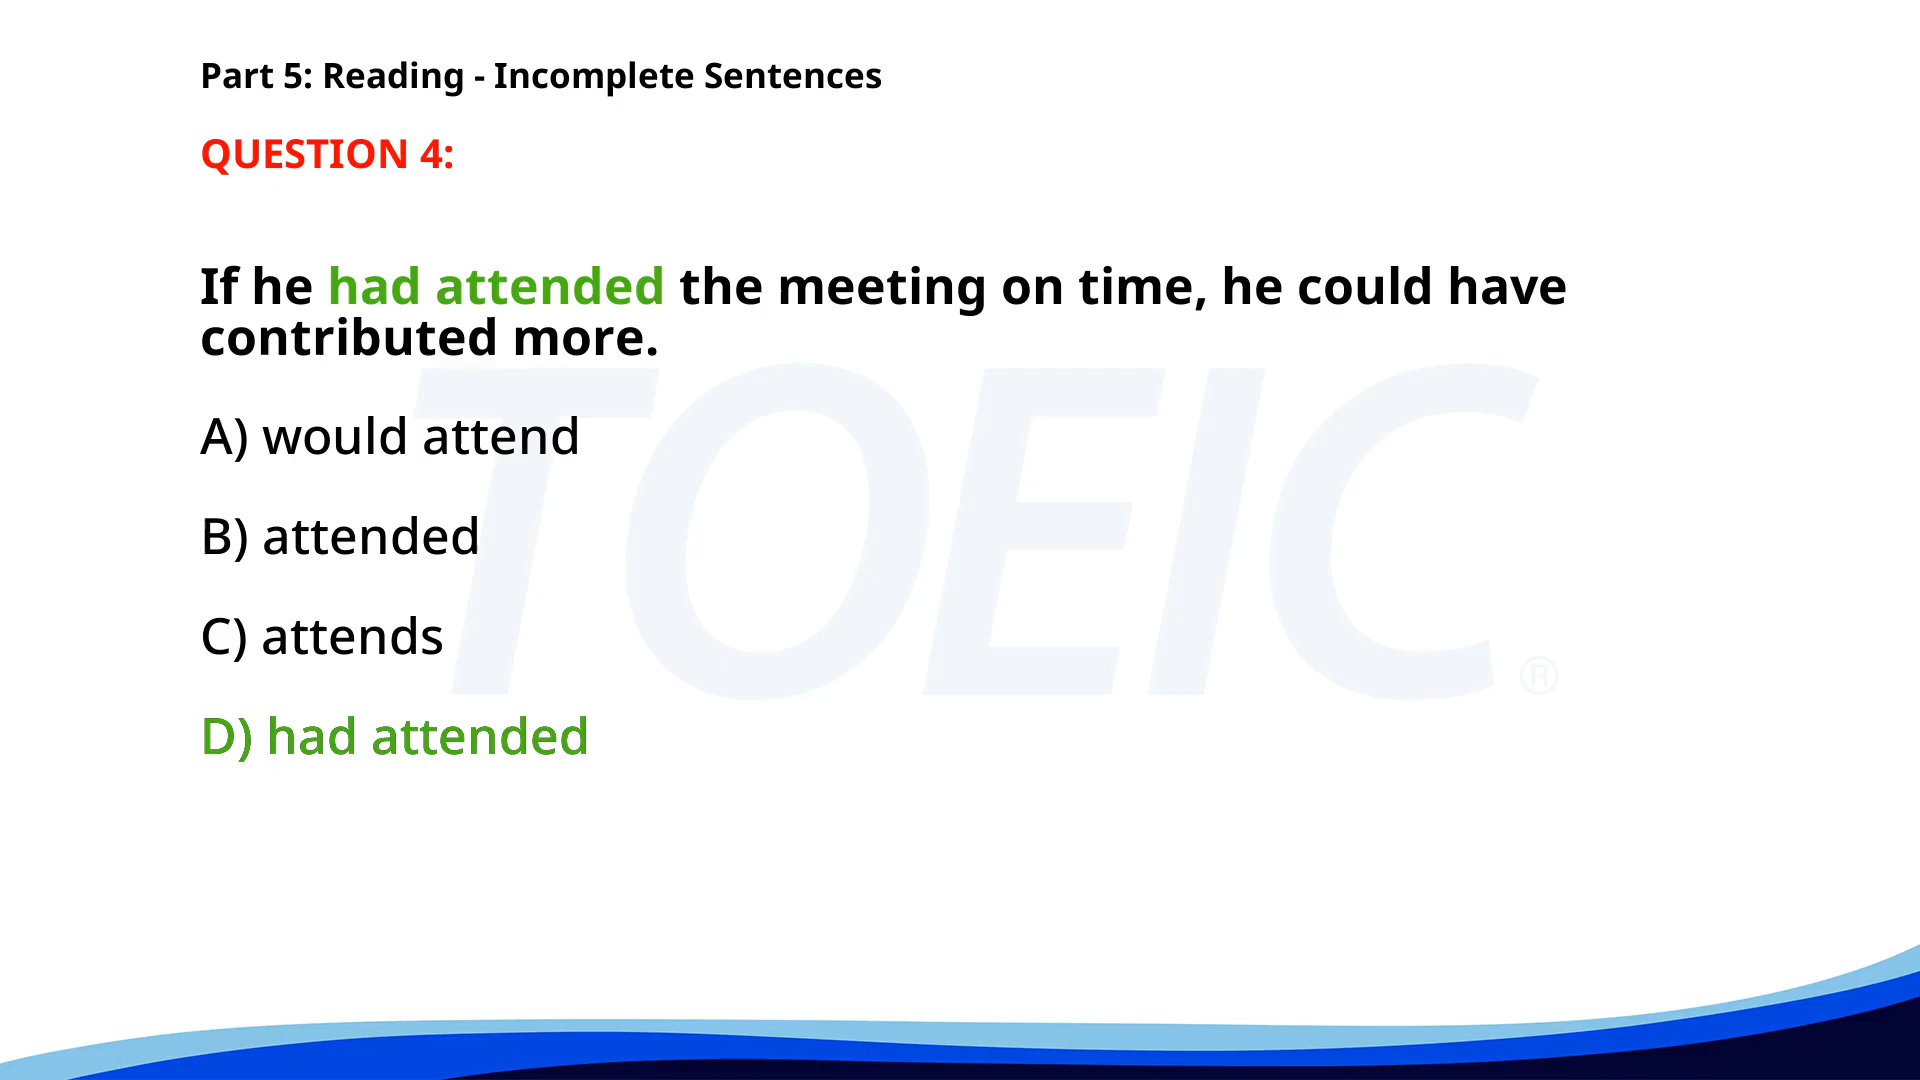 Part 5: Reading - Incomplete Sentences
QUESTION 4:
If he had attended the meeting on time, he could have
contributed more.
TOEIC®
A) would attend
B) attended
C) attends
D) had attended